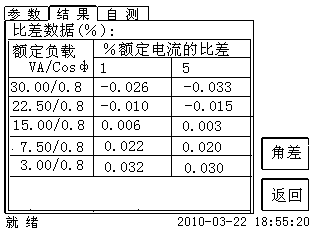 参数 结果 自测
比差数据(%):
额定负载 %额定电流的比差
VA/Cosф 1 5
30.00/0.8 -0.026 -0.033
22.50/0.8 -0.010 -0.015
15.00/0.8 0.006 0.003
7.50/0.8 0.022 0.020
3.00/0.8 0.032 0.030
角差
返回
就绪 2010-03-22 18:55:20